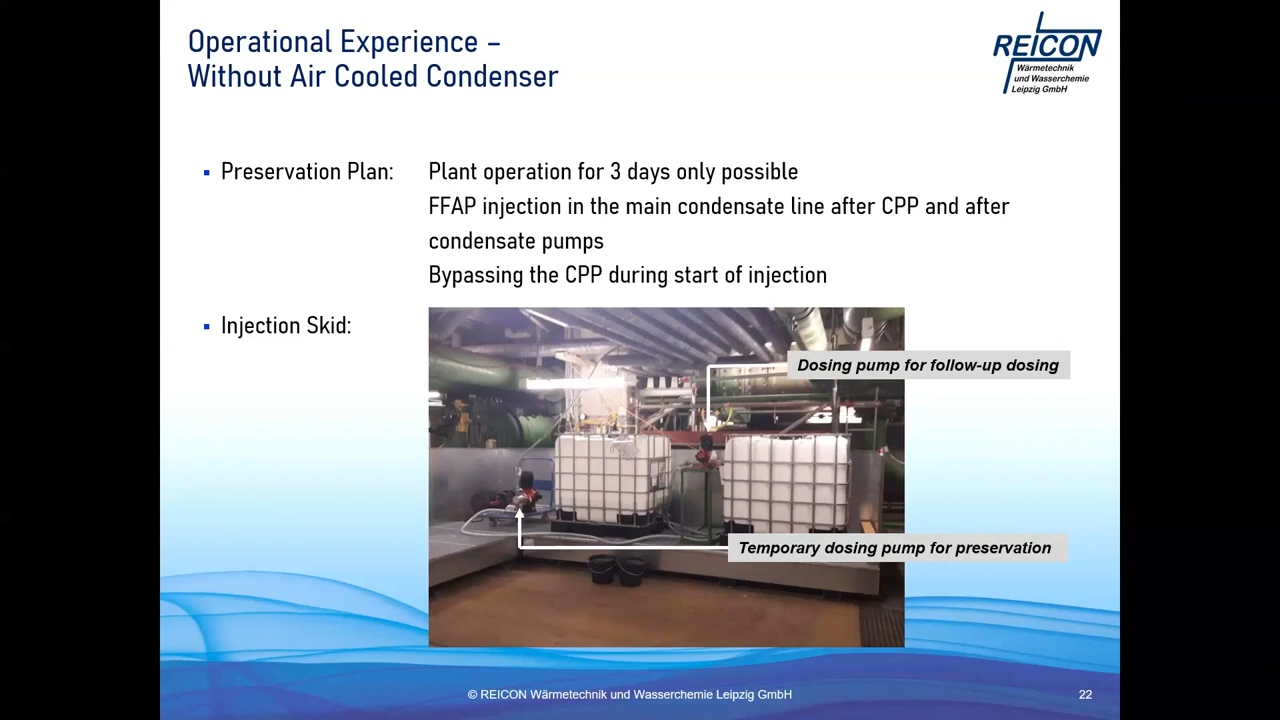 Operational Experience –
Without Air Cooled Condenser
REICON
Wärmetechnik
und Wasserchemie
Leipzig GmbH
▪ Preservation Plan: Plant operation for 3 days only possible
FFAP injection in the main condensate line after CPP and after
condensate pumps
Bypassing the CPP during start of injection
▪ Injection Skid:
Dosing pump for follow-up dosing
Temporary dosing pump for preservation
© REICON Wärmetechnik und Wasserchemie Leipzig GmbH
22